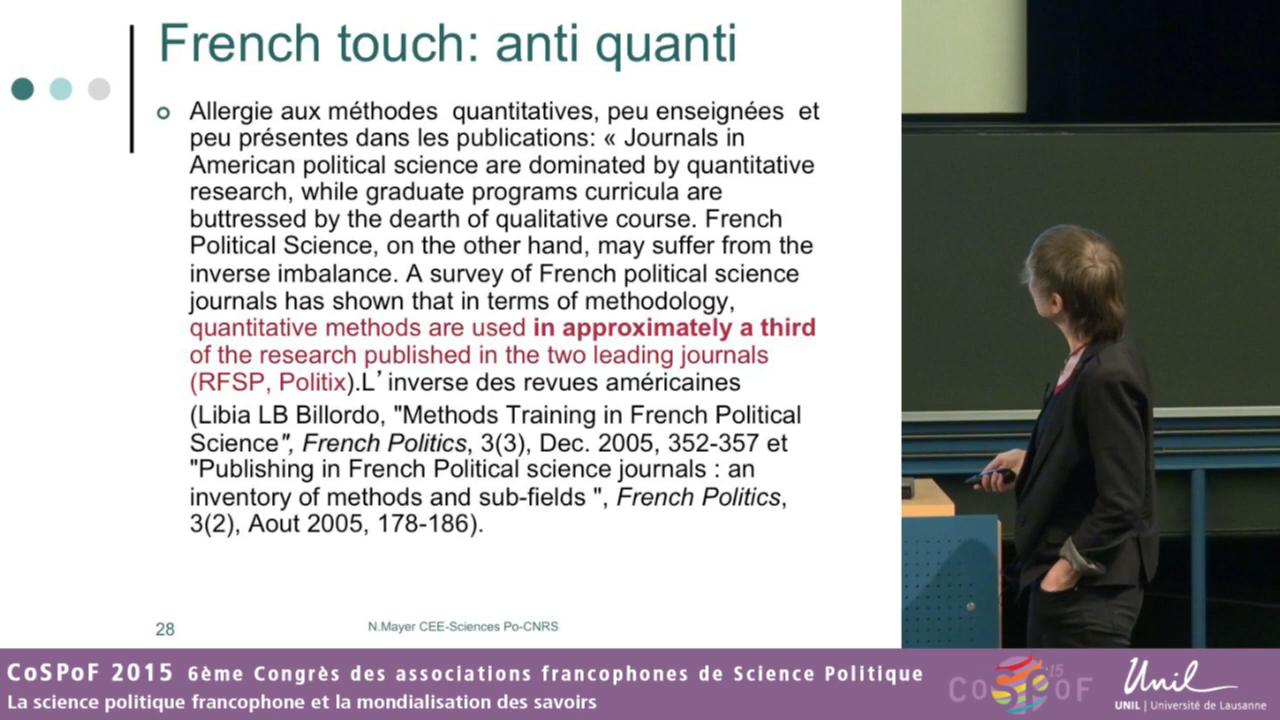 French touch: anti quanti
Allergie aux méthodes quantitatives, peu enseignées et
peu présentes dans les publications: « Journals in
American political science are dominated by quantitative
research, while graduate programs curricula are
buttressed by the dearth of qualitative course. French
Political Science, on the other hand, may suffer from the
inverse imbalance. A survey of French political science
journals has shown that in terms of methodology,
quantitative methods are used in approximately a third
of the research published in the two leading journals
(RFSP, Politix).L’inverse des revues américaines
(Libia LB Billordo, "Methods Training in French Political
Science", French Politics, 3(3), Dec. 2005, 352-357 et
"Publishing in French Political science journals : an
inventory of methods and sub-fields ", French Politics,
3(2), Aout 2005, 178-186).
28
N.Mayer CEE-Sciences Po-CNRS
CoSPoF 2015 6ème Congrès des associations francophones de Science Politique
La science politique francophone et la mondialisation des savoirs
CoSPoF '15
Unil
UNIL | Université de Lausanne